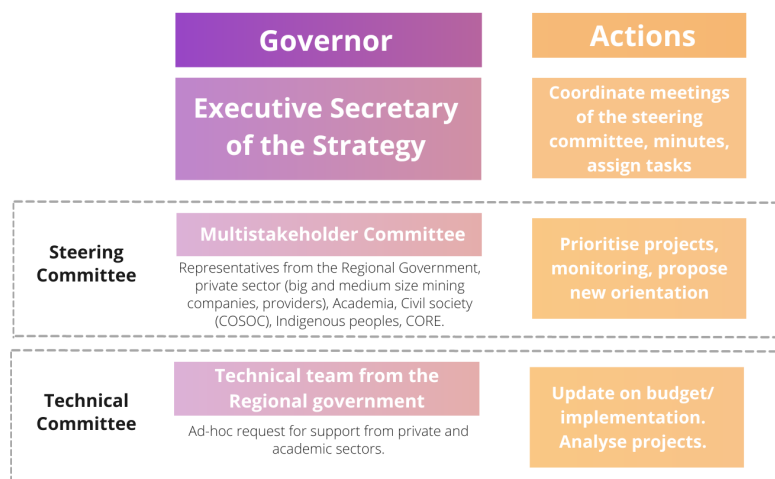 Governor
Actions
Executive Secretary
of the Strategy
Coordinate meetings
of the steering
committee, minutes,
assign tasks
Steering
Committee
Multistakeholder Committee
Representatives from the Regional Government,
private sector (big and medium size mining
companies, providers), Academia, Civil society
(COSOC), Indigenous peoples, CORE.
Prioritise projects,
monitoring, propose
new orientation
Technical
Committee
Technical team from the
Regional government
Ad-hoc request for support from private and
academic sectors.
Update on budget/
implementation.
Analyse projects.